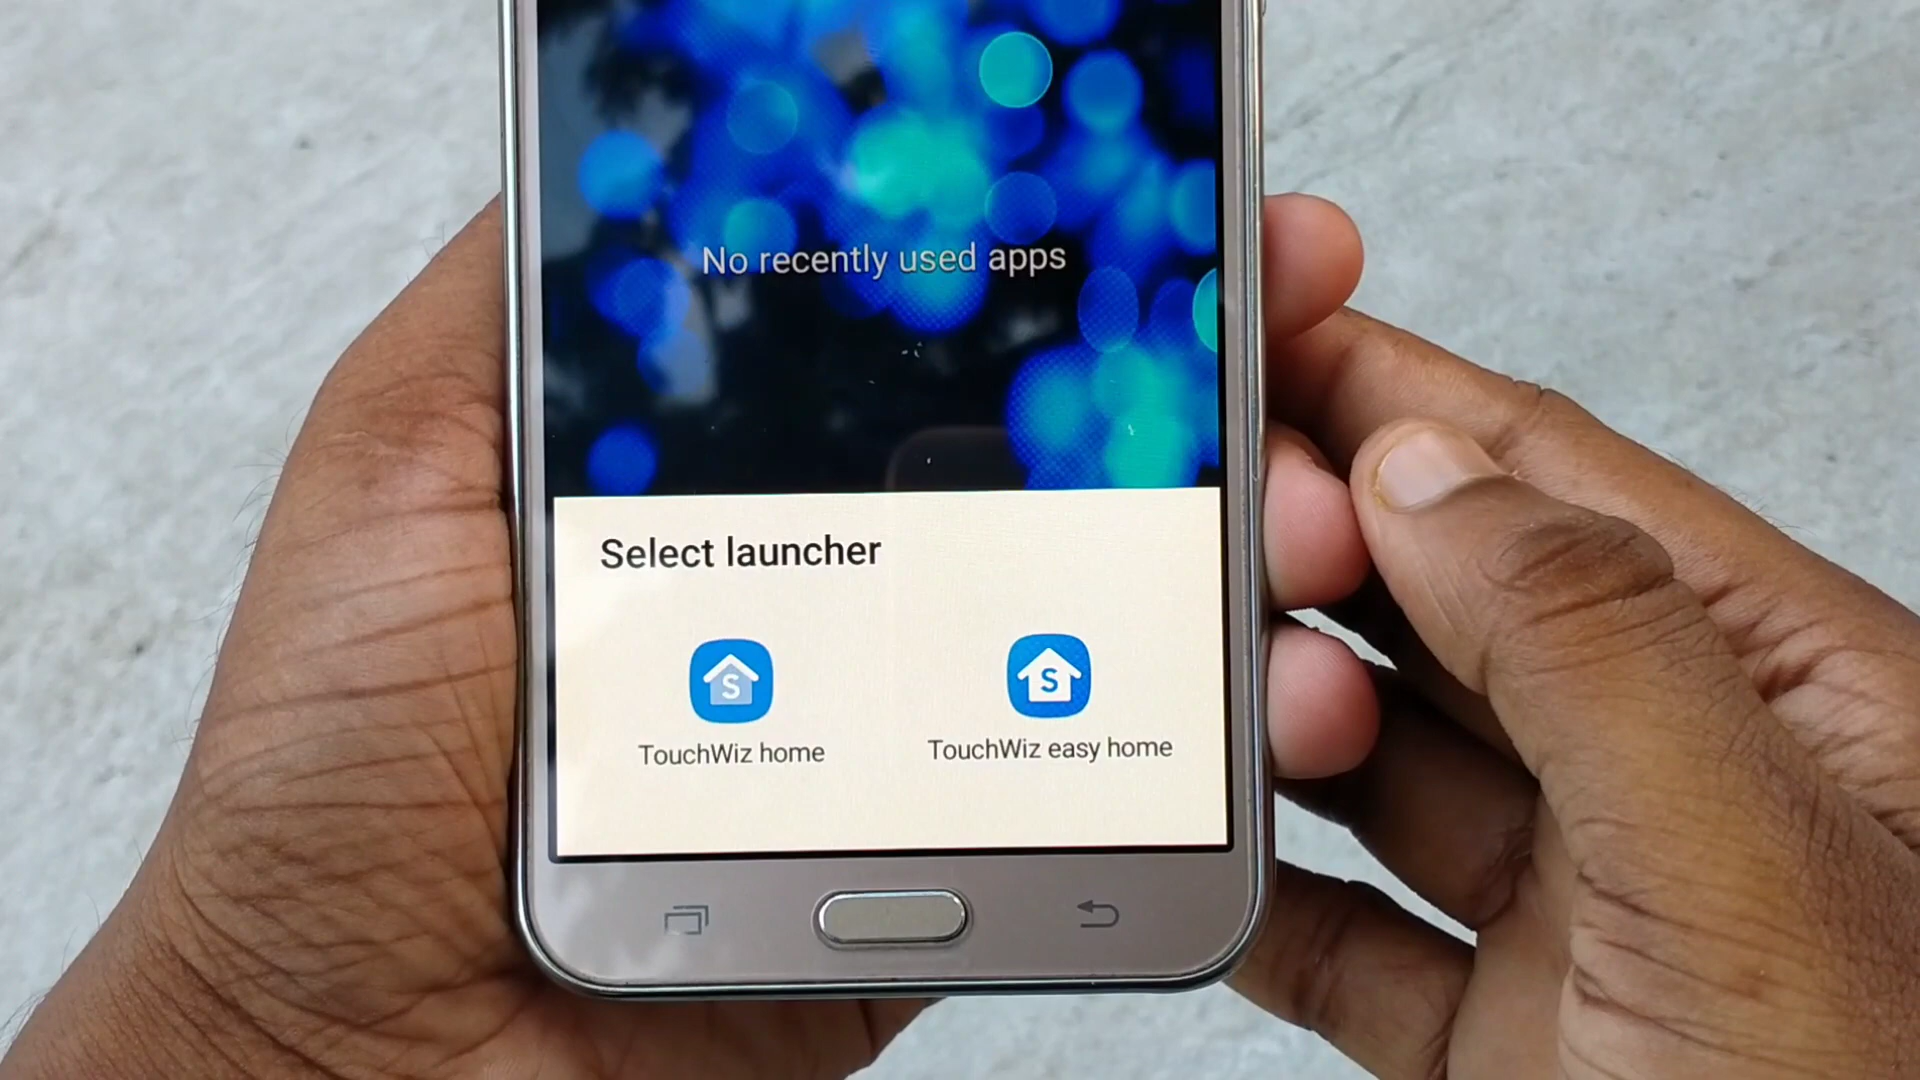 No recently used apps
Select launcher
S
S
TouchWiz home
TouchWiz easy home